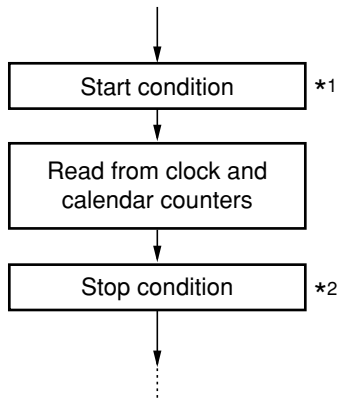 Start condition *1
Read from clock and
calendar counters
Stop condition *2